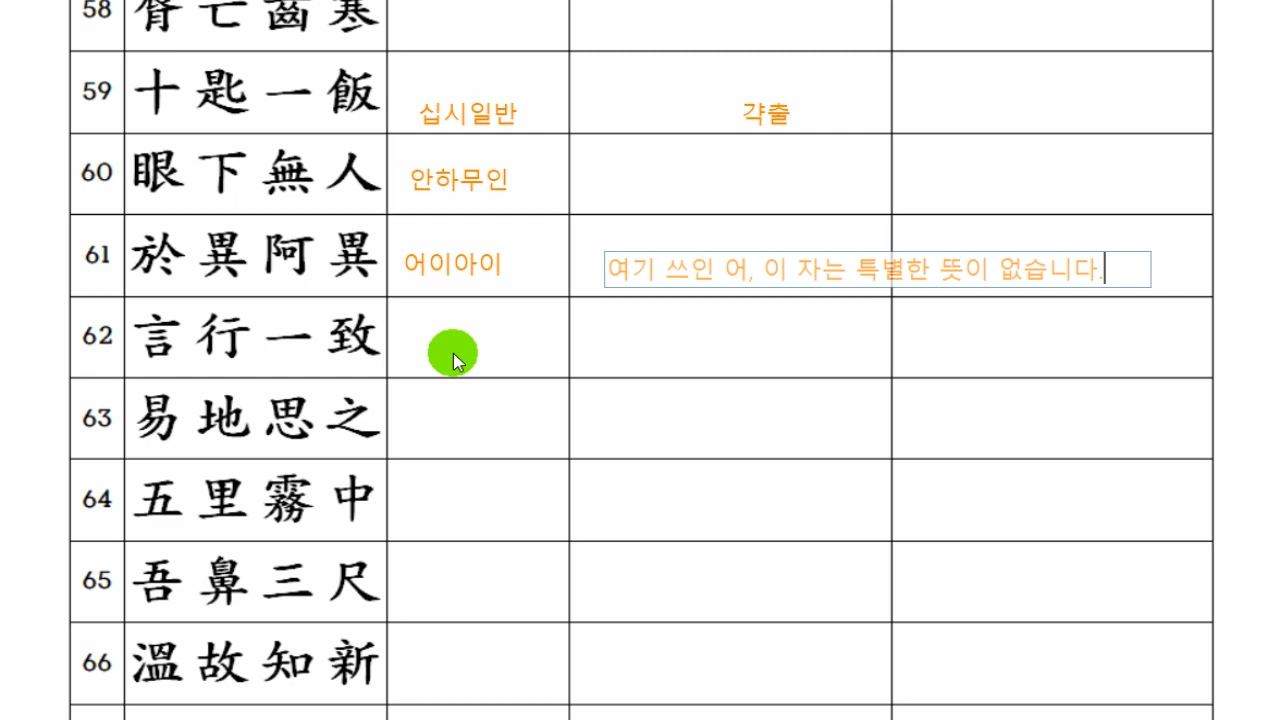 58 脣亡齒寒
59 十匙一飯 십시일반 갹출
60 眼下無人 안하무인
61 於異阿異 어이아이 여기 쓰인 어, 이 자는 특별한 뜻이 없습니다.
62 言行一致
63 易地思之
64 五里霧中
65 吾鼻三尺
66 溫故知新